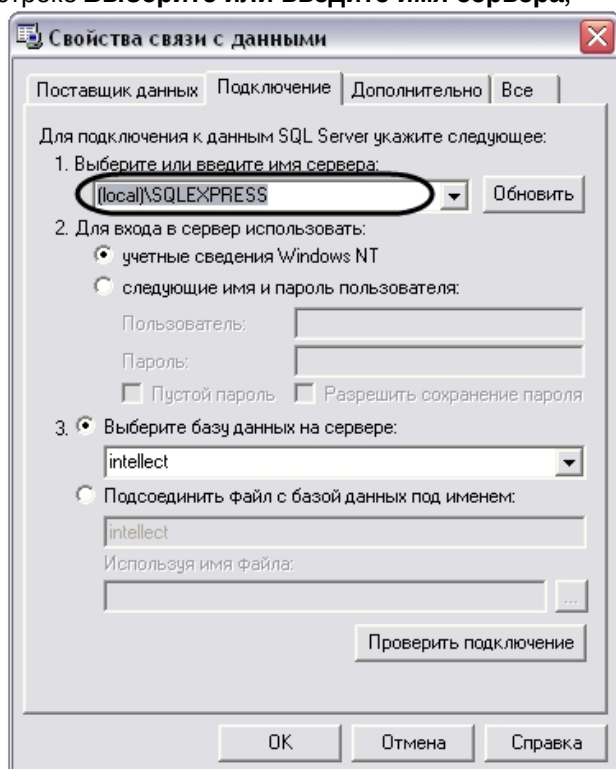 строке Выберите или введите имя сервера,
Свойства связи с данными
Поставщик данных Подключение Дополнительно Все
Для подключения к данным SQL Server укажите следующее:
1. Выберите или введите имя сервера:
(local)\SQLEXPRESS Обновить
2. Для входа в сервер использовать:
учетные сведения Windows NT
следующие имя и пароль пользователя:
Пользователь:
Пароль:
Пустой пароль Разрешить сохранение пароля
3. Выберите базу данных на сервере:
intellect
Подсоединить файл с базой данных под именем:
intellect
Используя имя файла:
...
Проверить подключение
OK Отмена Справка